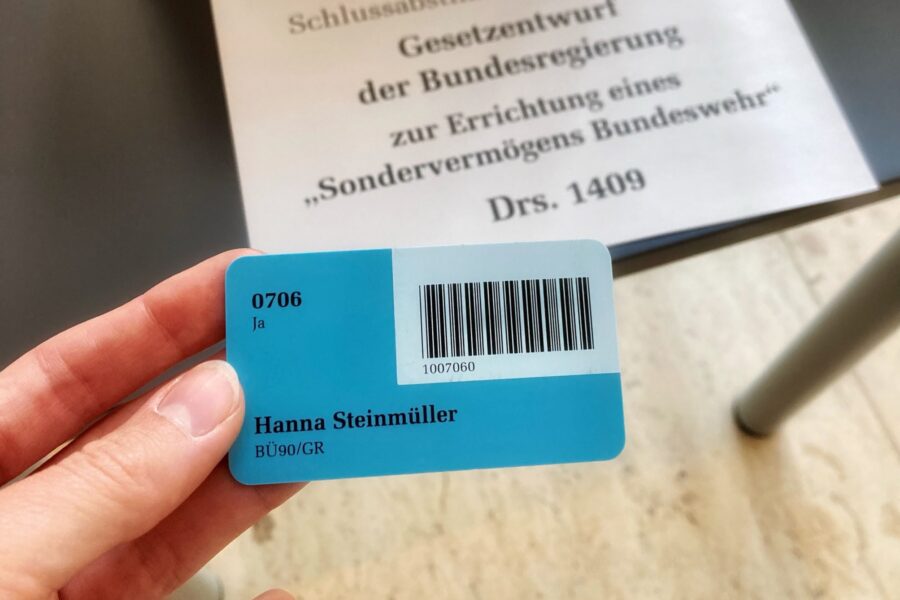 Gesetzentwurf
der Bundesregierung
zur Errichtung eines
„Sondervermögens Bundeswehr“
Drs. 1409
0706
Ja
1007060
Hanna Steinmüller
BÜ90/GR